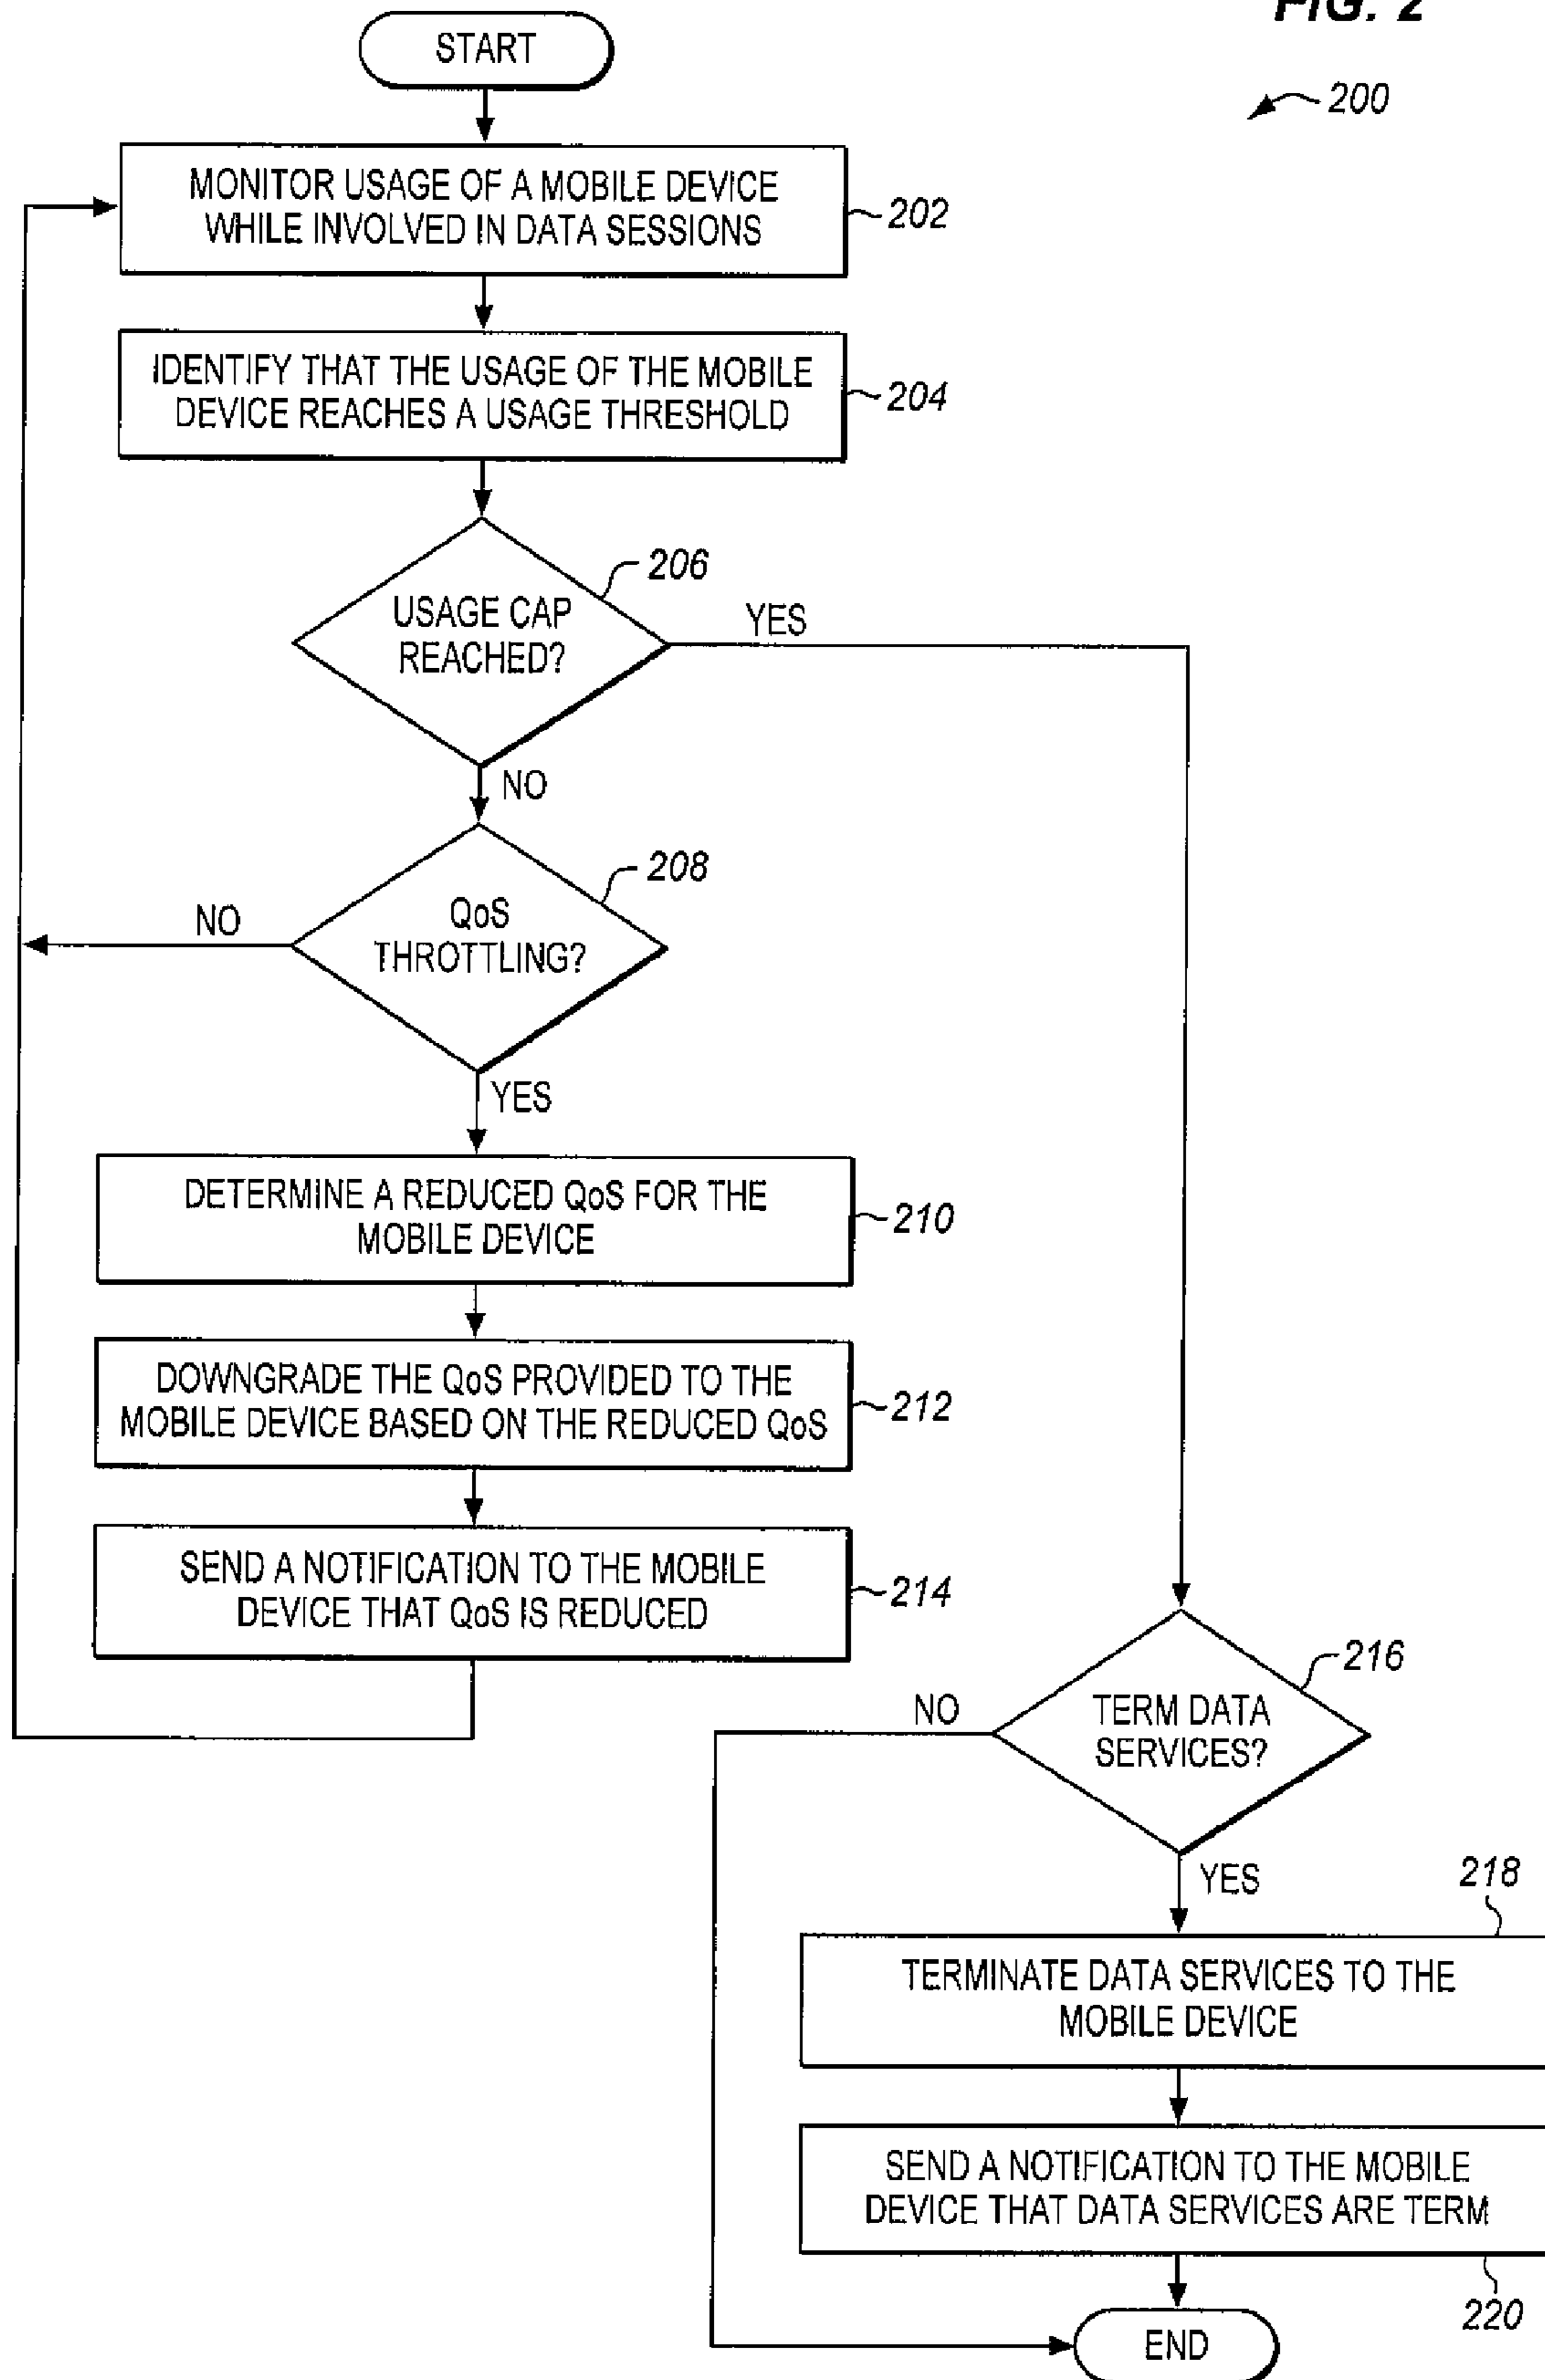 FIG. 2
START
200
MONITOR USAGE OF A MOBILE DEVICE
WHILE INVOLVED IN DATA SESSIONS
202
IDENTIFY THAT THE USAGE OF THE MOBILE
DEVICE REACHES A USAGE THRESHOLD
204
206
USAGE CAP
REACHED?
YES
NO
208
QoS
THROTTLING?
NO
YES
DETERMINE A REDUCED QoS FOR THE
MOBILE DEVICE
210
DOWNGRADE THE QoS PROVIDED TO THE
MOBILE DEVICE BASED ON THE REDUCED QoS
212
SEND A NOTIFICATION TO THE MOBILE
DEVICE THAT QoS IS REDUCED
214
216
TERM DATA
SERVICES?
NO
YES
218
TERMINATE DATA SERVICES TO THE
MOBILE DEVICE
SEND A NOTIFICATION TO THE MOBILE
DEVICE THAT DATA SERVICES ARE TERM
220
END